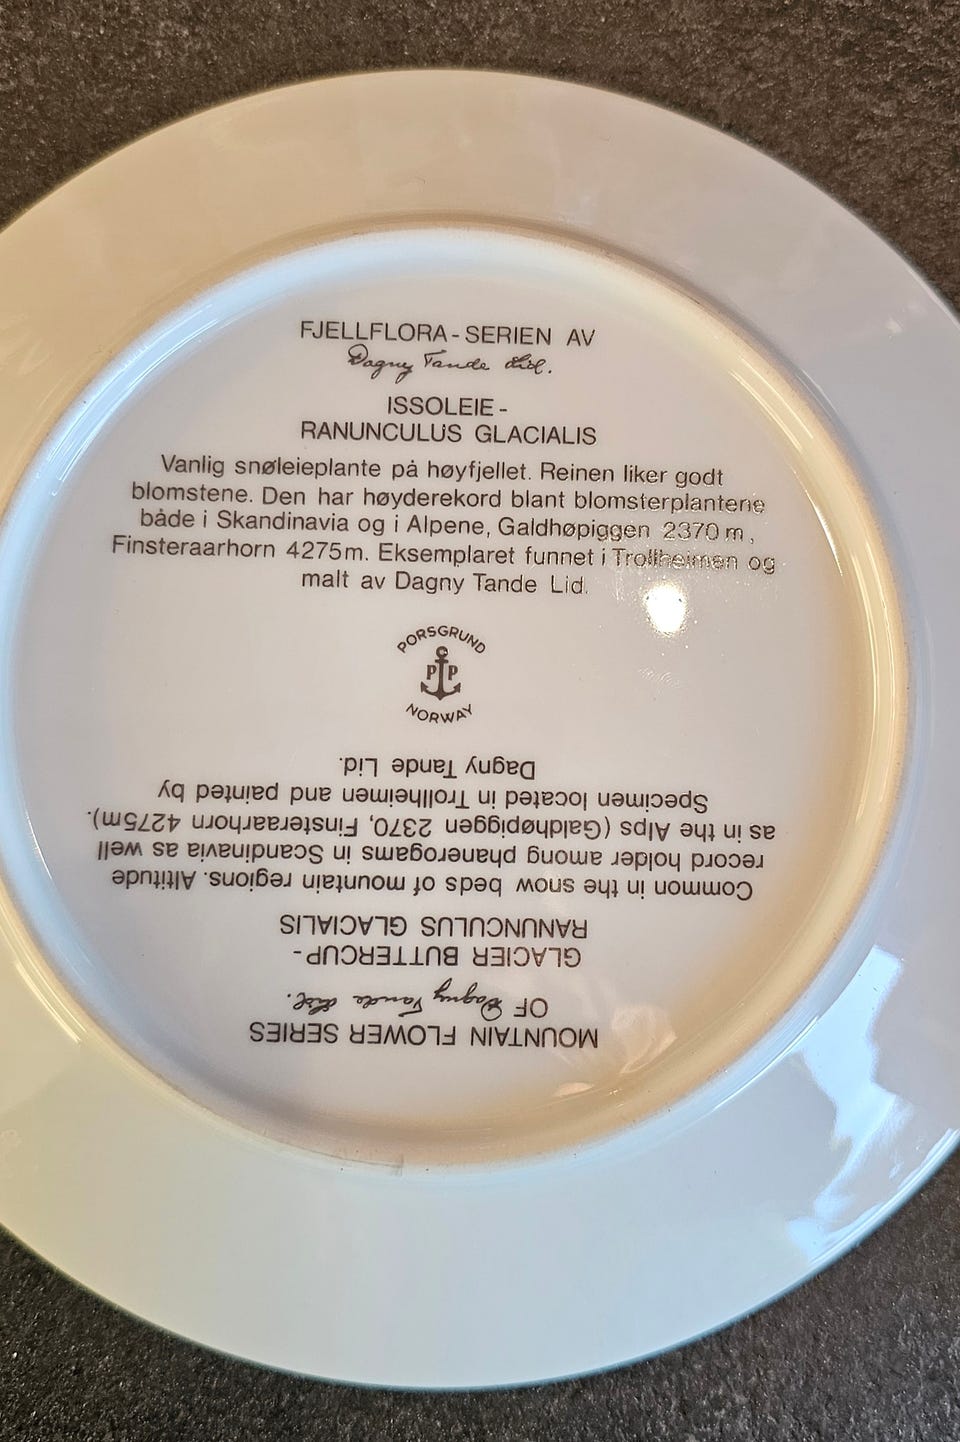 FJELLFLORA-SERIEN AV
Dagny Tande Lid.
ISSOLEIE-
RANUNCULUS GLACIALIS
Vanlig snøleieplante på høyfjellet. Reinen liker godt
blomstene. Den har høyderekord blant blomsterplantene
både i Skandinavia og i Alpene, Galdhøpiggen 2370 m,
Finsteraarhorn 4275m. Eksemplaret funnet i Trollheimen og
malt av Dagny Tande Lid.
PORSGRUND
PP
NORWAY
MOUNTAIN FLOWER SERIES
OF Dagny Tande Lid.
GLACIER BUTTERCUP-
RANUNCULUS GLACIALIS
Common in the snow beds of mountain regions. Altitude
record holder among phanerogams in Scandinavia as well
as in the Alps (Galdhøpiggen 2370, Finsteraarhorn 4275m).
Specimen located in Trollheimen and painted by
Dagny Tande Lid.